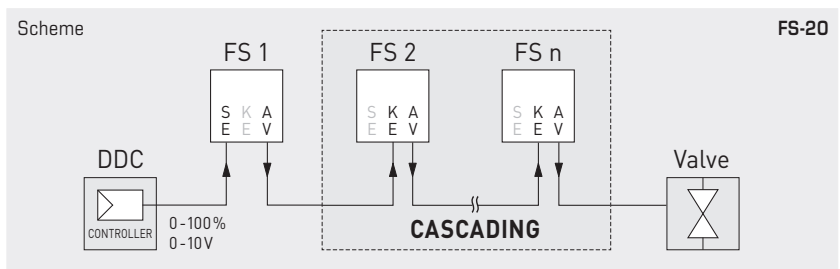 Scheme
FS-20
FS 1
FS 2
FS n
S K A
E E V
S K A
E E V
S K A
E E V
DDC
CONTROLLER
0-100%
0-10V
CASCADING
Valve